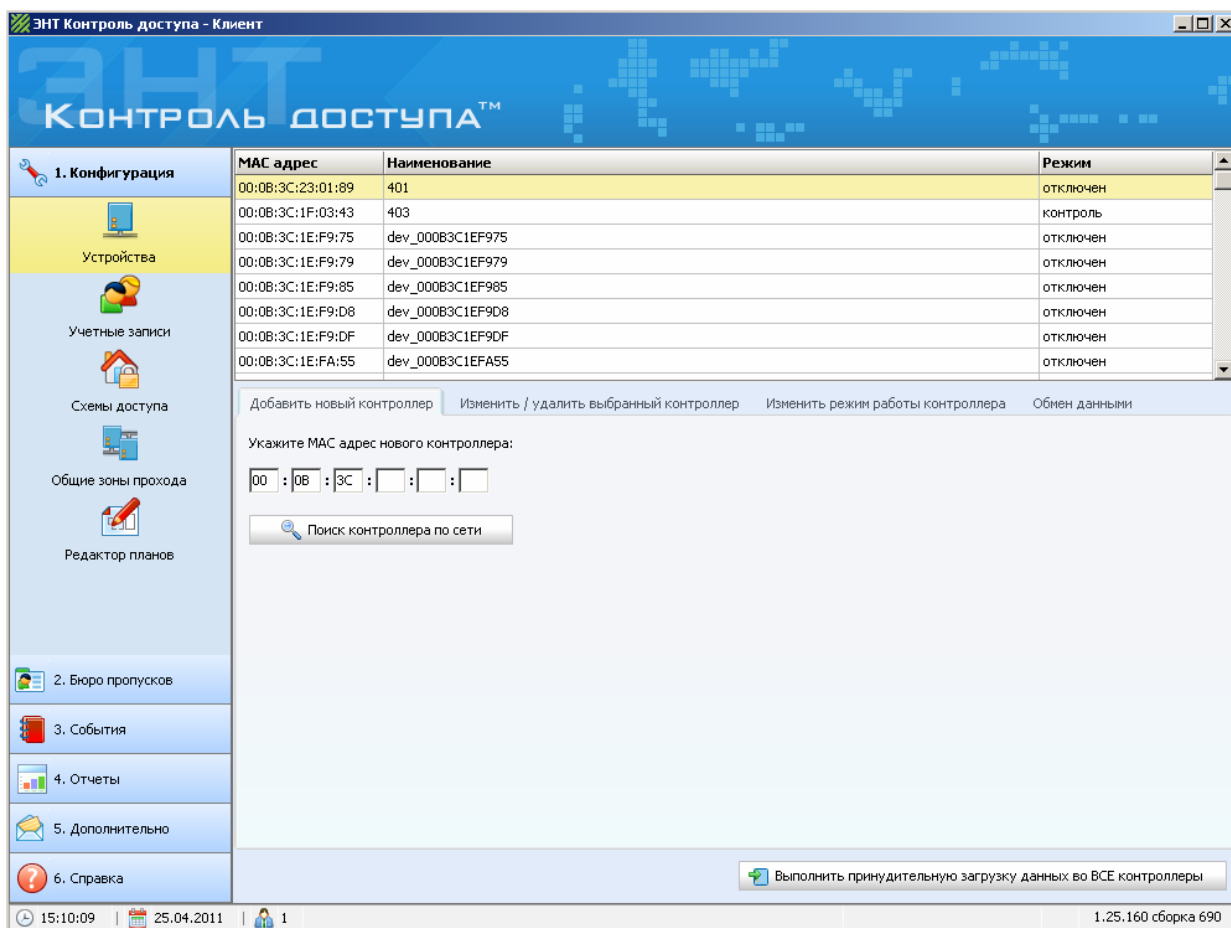 ЭНТ Контроль доступа - Клиент
ЭНТ
Контроль доступа™
1. Конфигурация
Устройства
Учетные записи
Схемы доступа
Общие зоны прохода
Редактор планов
2. Бюро пропусков
3. События
4. Отчеты
5. Дополнительно
6. Справка
MAC адрес Наименование Режим
00:0B:3C:23:01:89 401 отключен
00:0B:3C:1F:03:43 403 контроль
00:0B:3C:1E:F9:75 dev_000B3C1EF975 отключен
00:0B:3C:1E:F9:79 dev_000B3C1EF979 отключен
00:0B:3C:1E:F9:85 dev_000B3C1EF985 отключен
00:0B:3C:1E:F9:D8 dev_000B3C1EF9D8 отключен
00:0B:3C:1E:F9:DF dev_000B3C1EF9DF отключен
00:0B:3C:1E:FA:55 dev_000B3C1EFA55 отключен
Добавить новый контроллер Изменить / удалить выбранный контроллер Изменить режим работы контроллера Обмен данными
Укажите MAC адрес нового контроллера:
00 : 0B : 3C : : :
Поиск контроллера по сети
Выполнить принудительную загрузку данных во ВСЕ контроллеры
15:10:09 | 25.04.2011 | 1 1.25.160 сборка 690